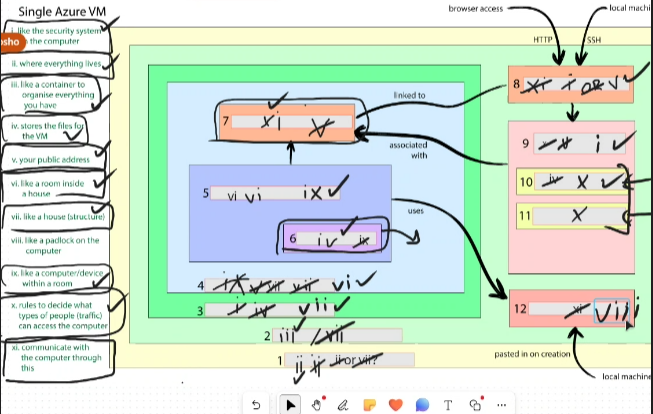 Single Azure VM
i. like the security system
osho
the computer
ii. where everything lives
iii. like a container to
organise everything
you have
iv. stores the files for
the VM
v. your public address
vi. like a room inside
a house
vii. like a house (structure)
viii. like a padlock on the
computer
ix. like a computer/device
within a room
x. rules to decide what
types of people (traffic)
can access the computer
xi. communicate with
the computer through
this
browser access
local machi
HTTP
SSH
8 xi i or v
linked to
7 xi v
associated
with
9 i
10 iv x
11 x
5 vi vi ix
uses
6 iv ix
4 ix vii vii vi
3 vii
12 xi viii
2 iii vii
pasted in on creation
1 ii ii or vii?
local machine
T